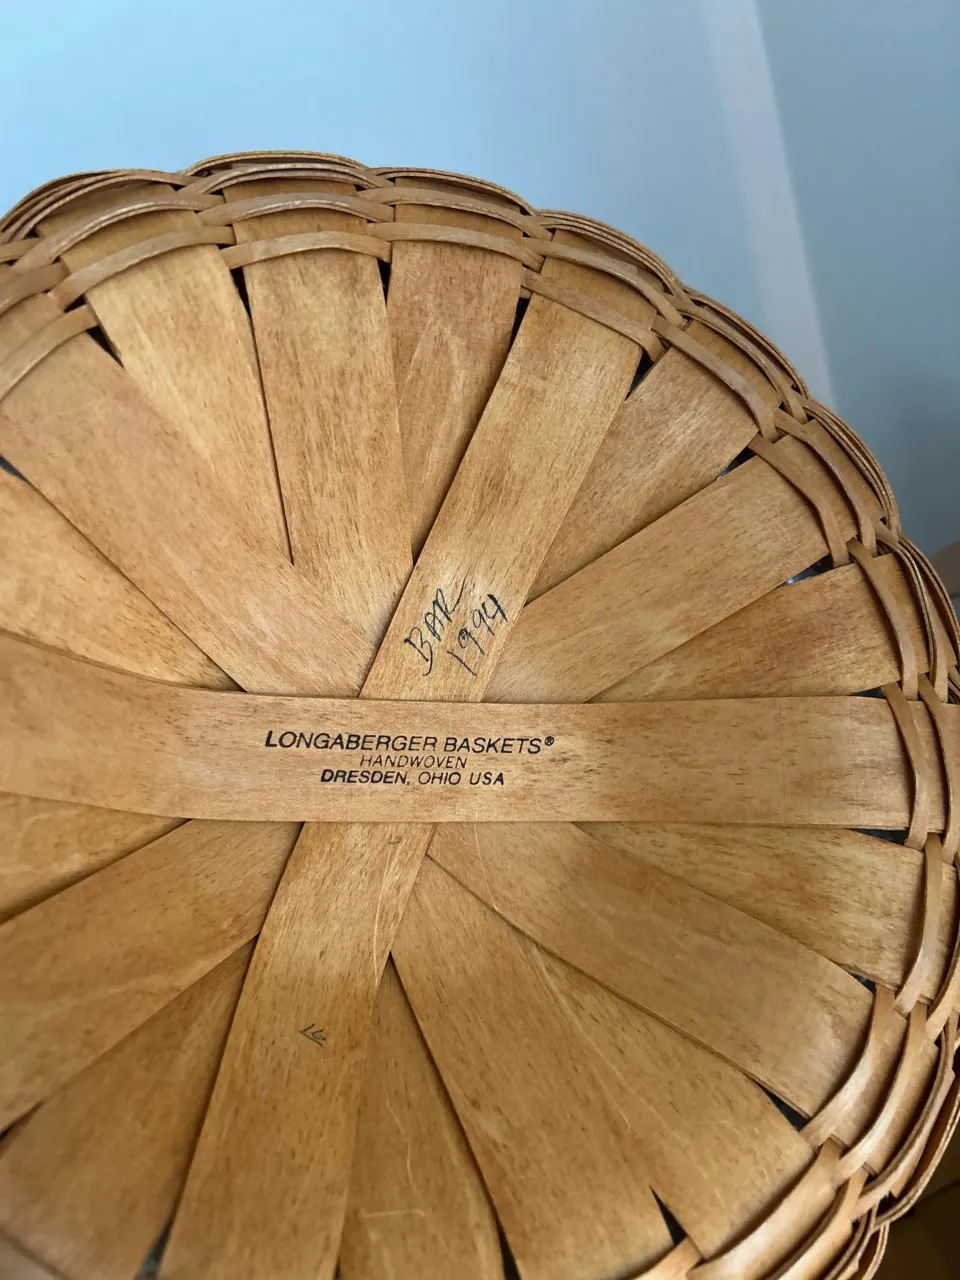 BAR
1994
LONGABERGER BASKETS®
HANDWOVEN
DRESDEN, OHIO USA